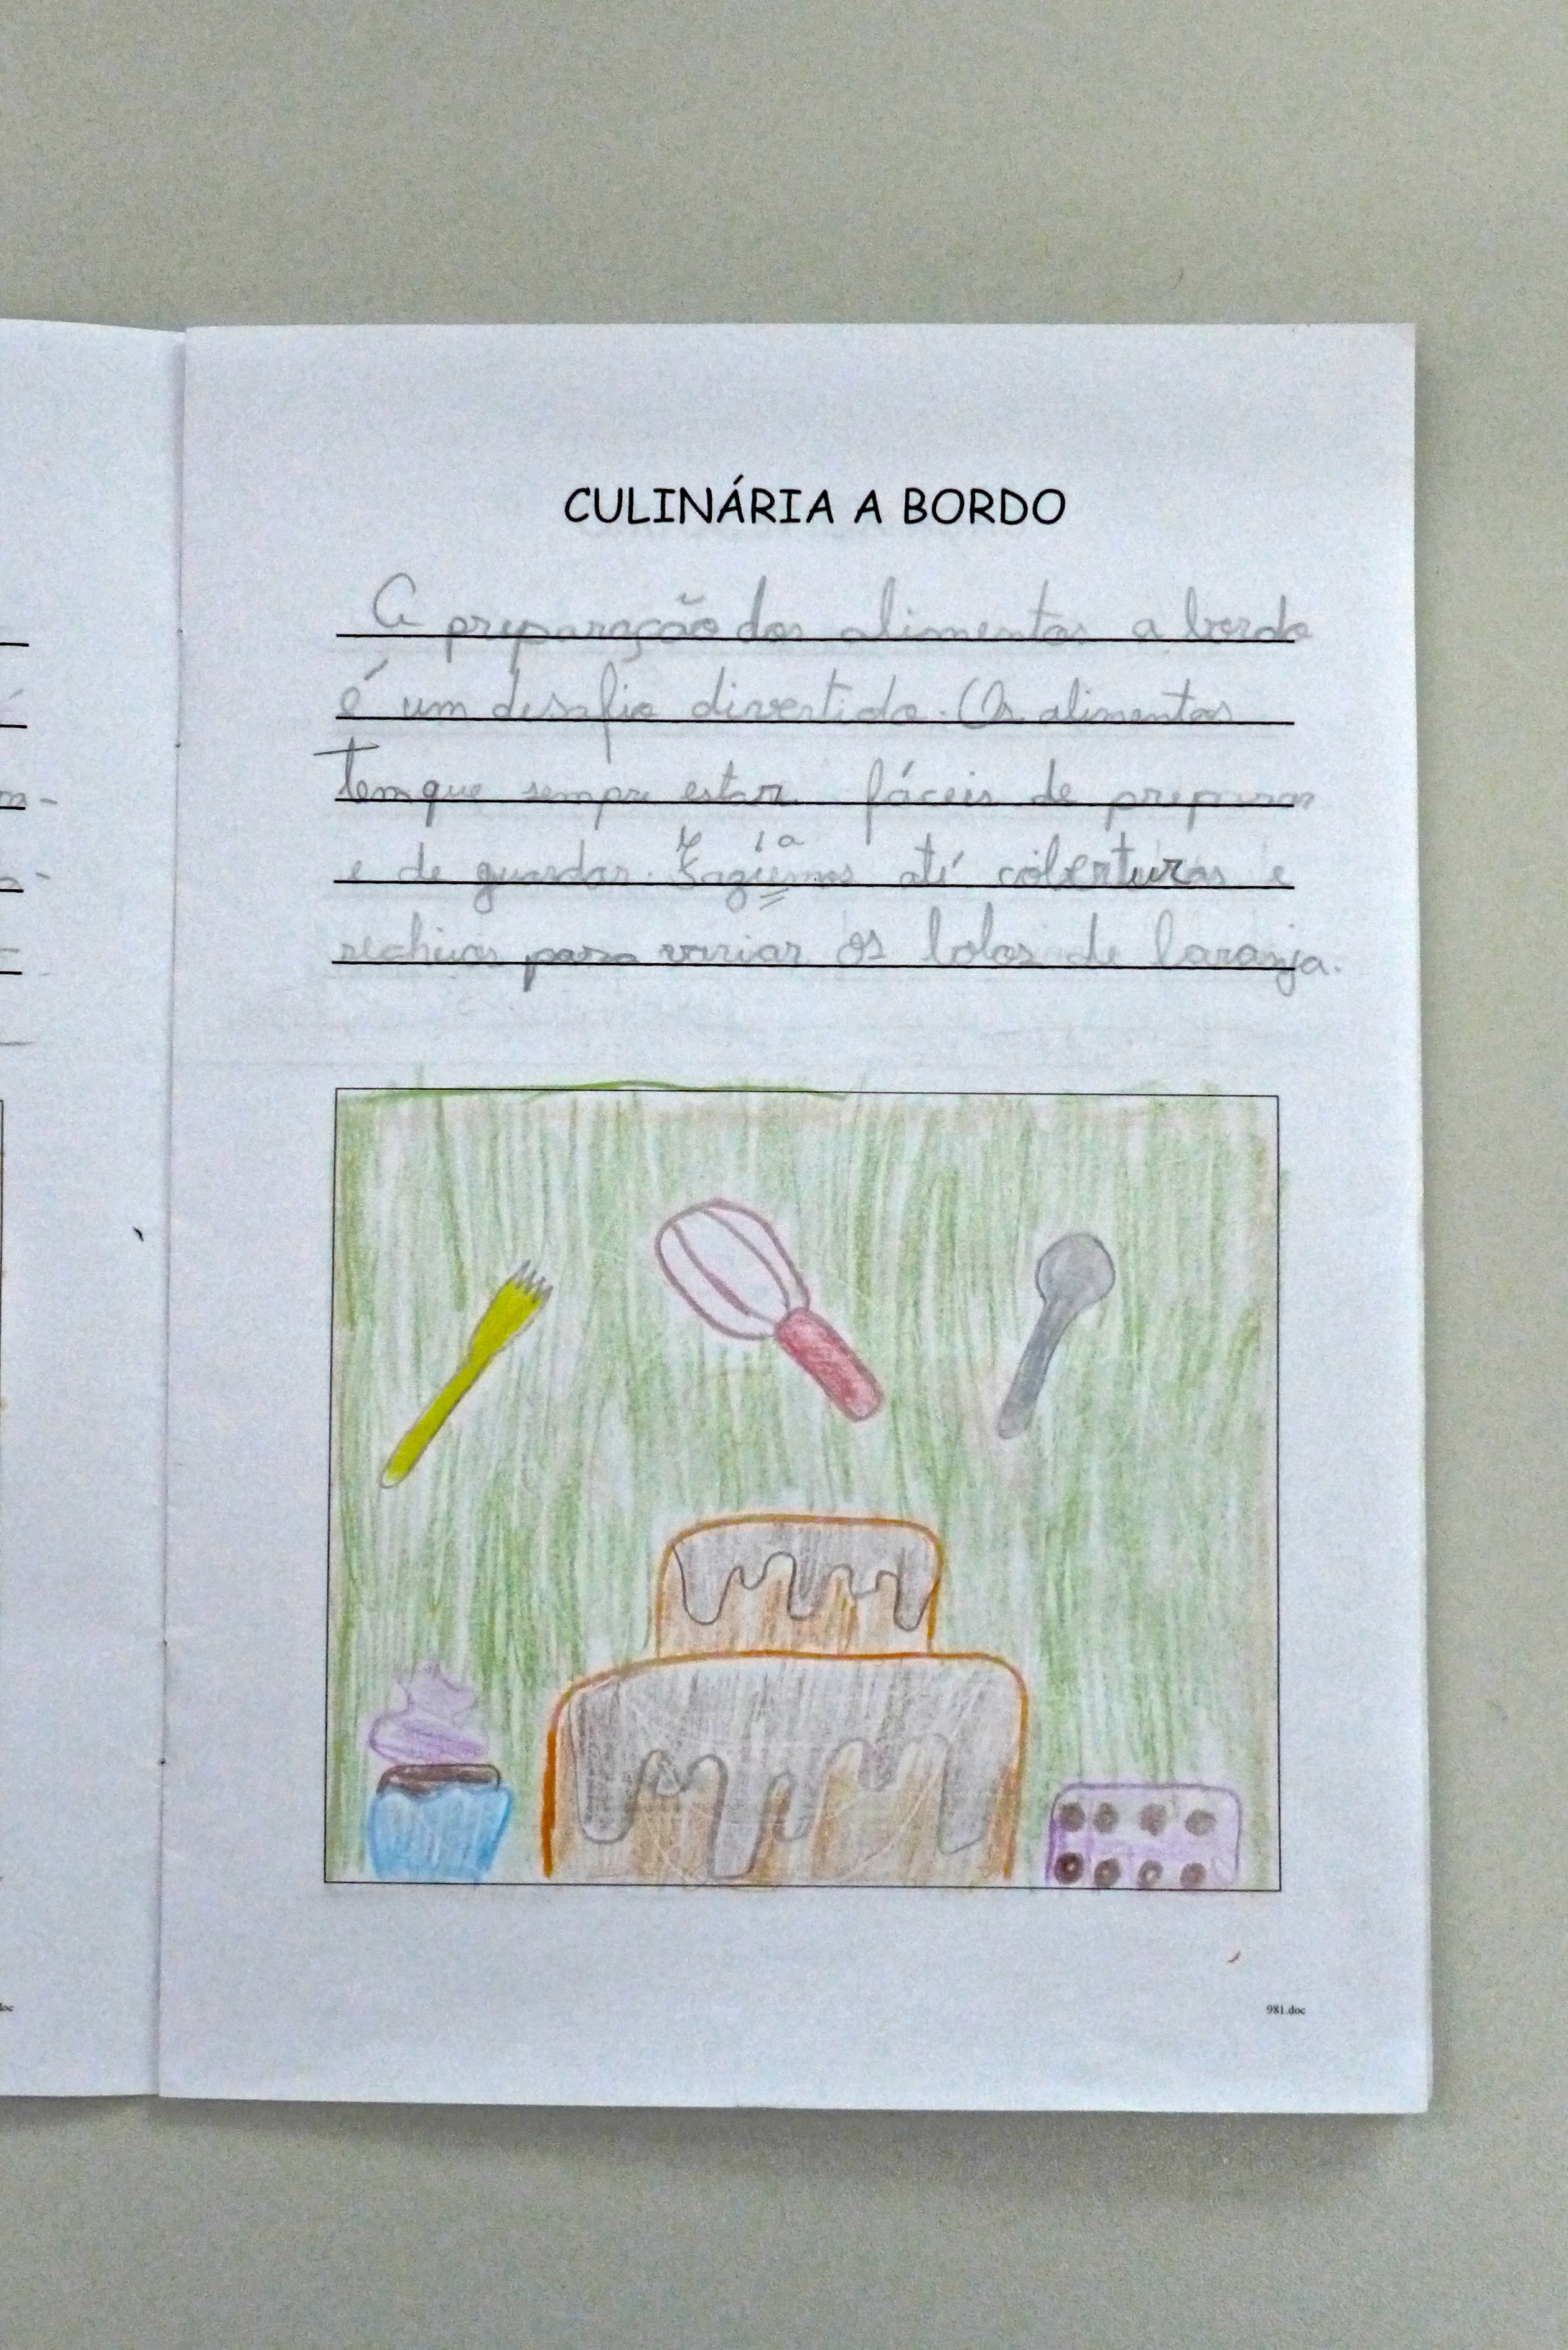 CULINÁRIA A BORDO
A preparação dos alimentos a bordo
é um desafio divertido. Os alimentos
tem que sempre estar fáceis de preparar
e de guardar. Faziemos até coberturas e
recheios para variar os bolos de laranja.
981.doc